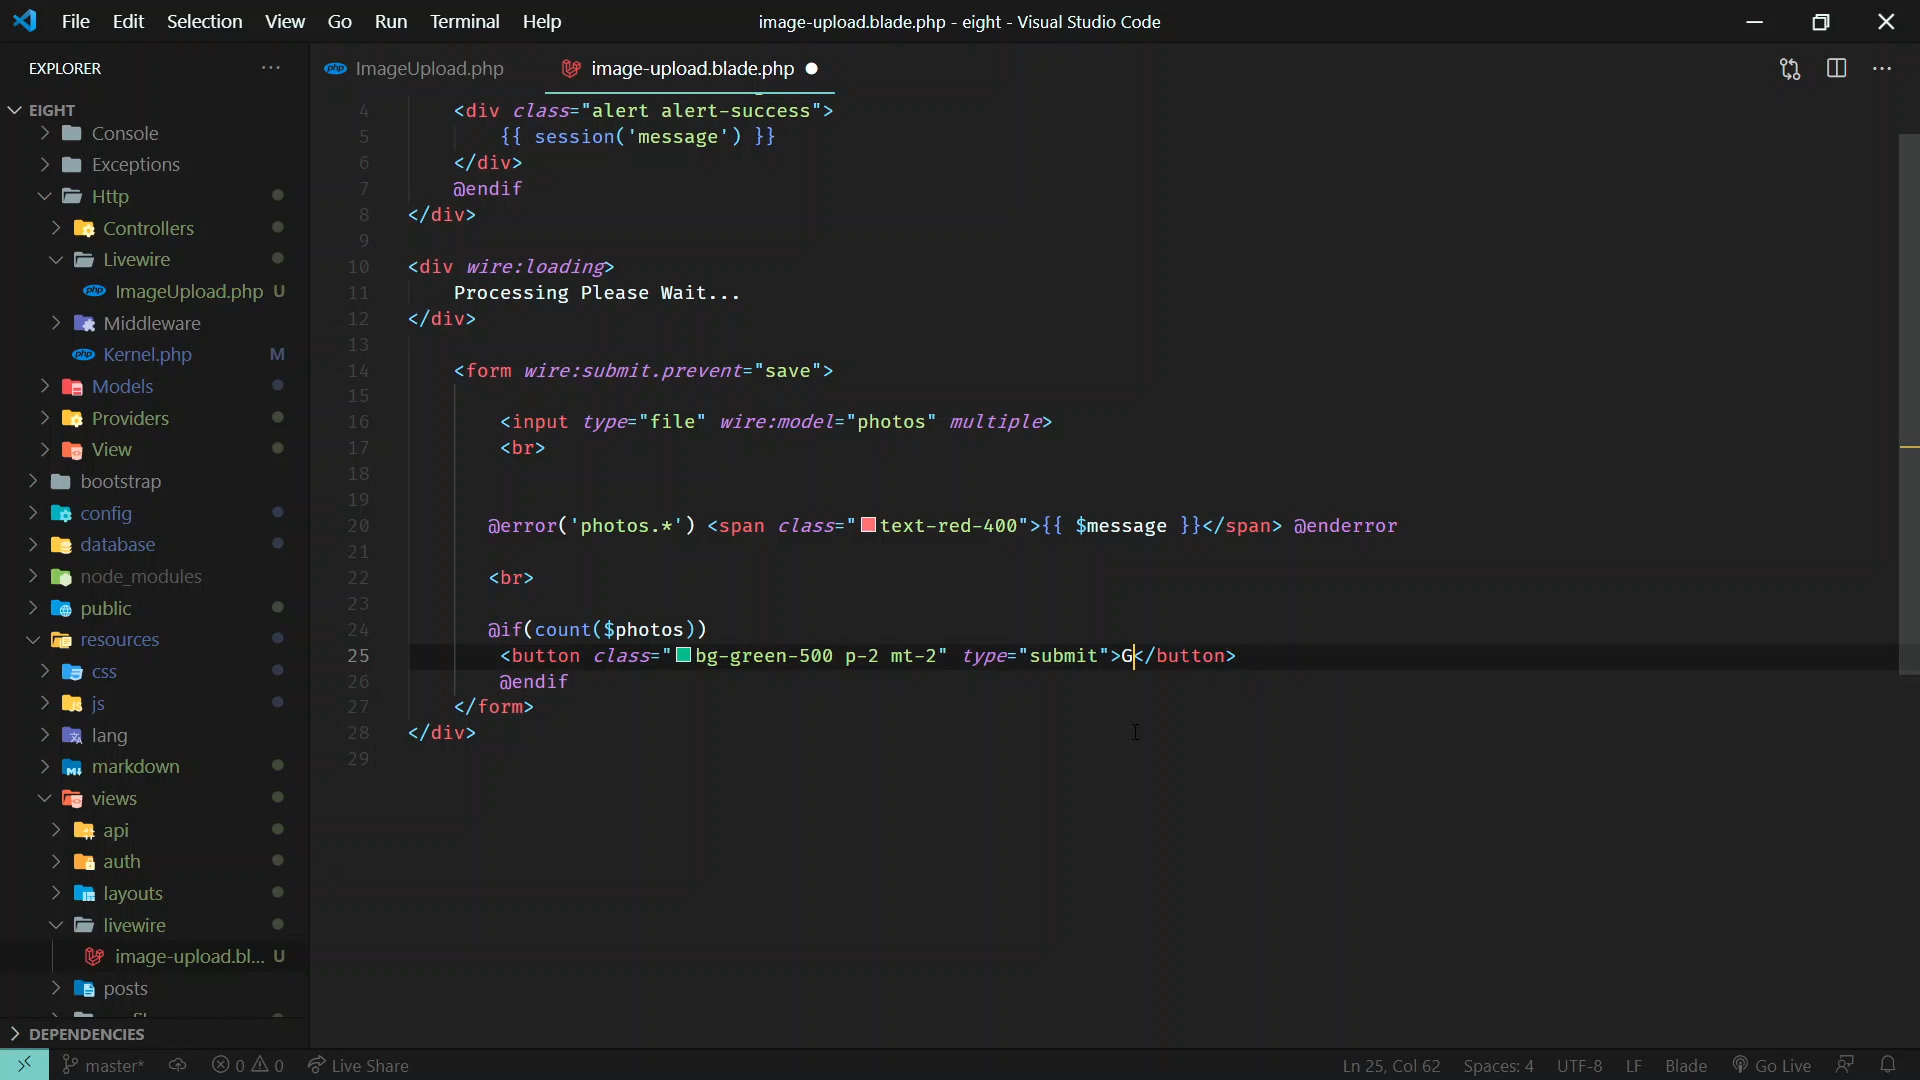 File Edit Selection View Go Run Terminal Help
image-upload.blade.php - eight - Visual Studio Code
EXPLORER
EIGHT
Console
Exceptions
Http
Controllers
Livewire
ImageUpload.php U
Middleware
Kernel.php M
Models
Providers
View
bootstrap
config
database
node_modules
public
resources
css
js
lang
markdown
views
api
auth
layouts
livewire
image-upload.bl... U
posts
DEPENDENCIES
php ImageUpload.php
image-upload.blade.php
4 <div class="alert alert-success">
5 {{ session('message') }}
6 </div>
7 @endif
8 </div>
9
10 <div wire:loading>
11 Processing Please Wait...
12 </div>
13
14 <form wire:submit.prevent="save">
15
16 <input type="file" wire:model="photos" multiple>
17 <br>
18
19
20 @error('photos.*') <span class="text-red-400">{{ $message }}</span> @enderror
21
22 <br>
23
24 @if(count($photos))
25 <button class="bg-green-500 p-2 mt-2" type="submit">G</button>
26 @endif
27 </form>
28 </div>
29
master* 0 0 Live Share
Ln 25, Col 62 Spaces: 4 UTF-8 LF Blade Go Live